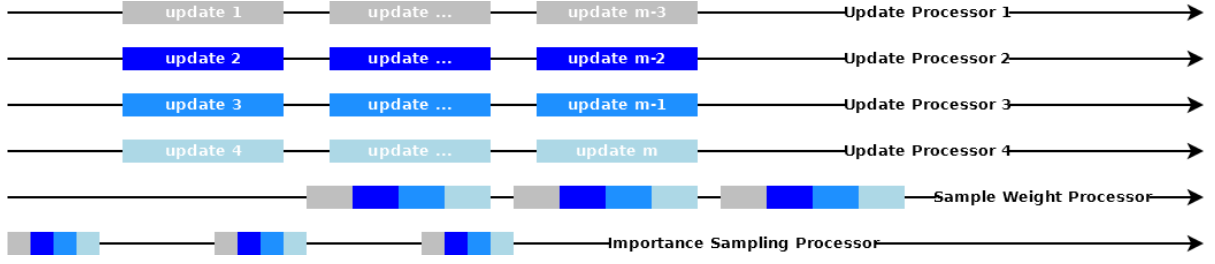 update 1 update ... update m-3 Update Processor 1
update 2 update ... update m-2 Update Processor 2
update 3 update ... update m-1 Update Processor 3
update 4 update ... update m Update Processor 4
Sample Weight Processor
Importance Sampling Processor